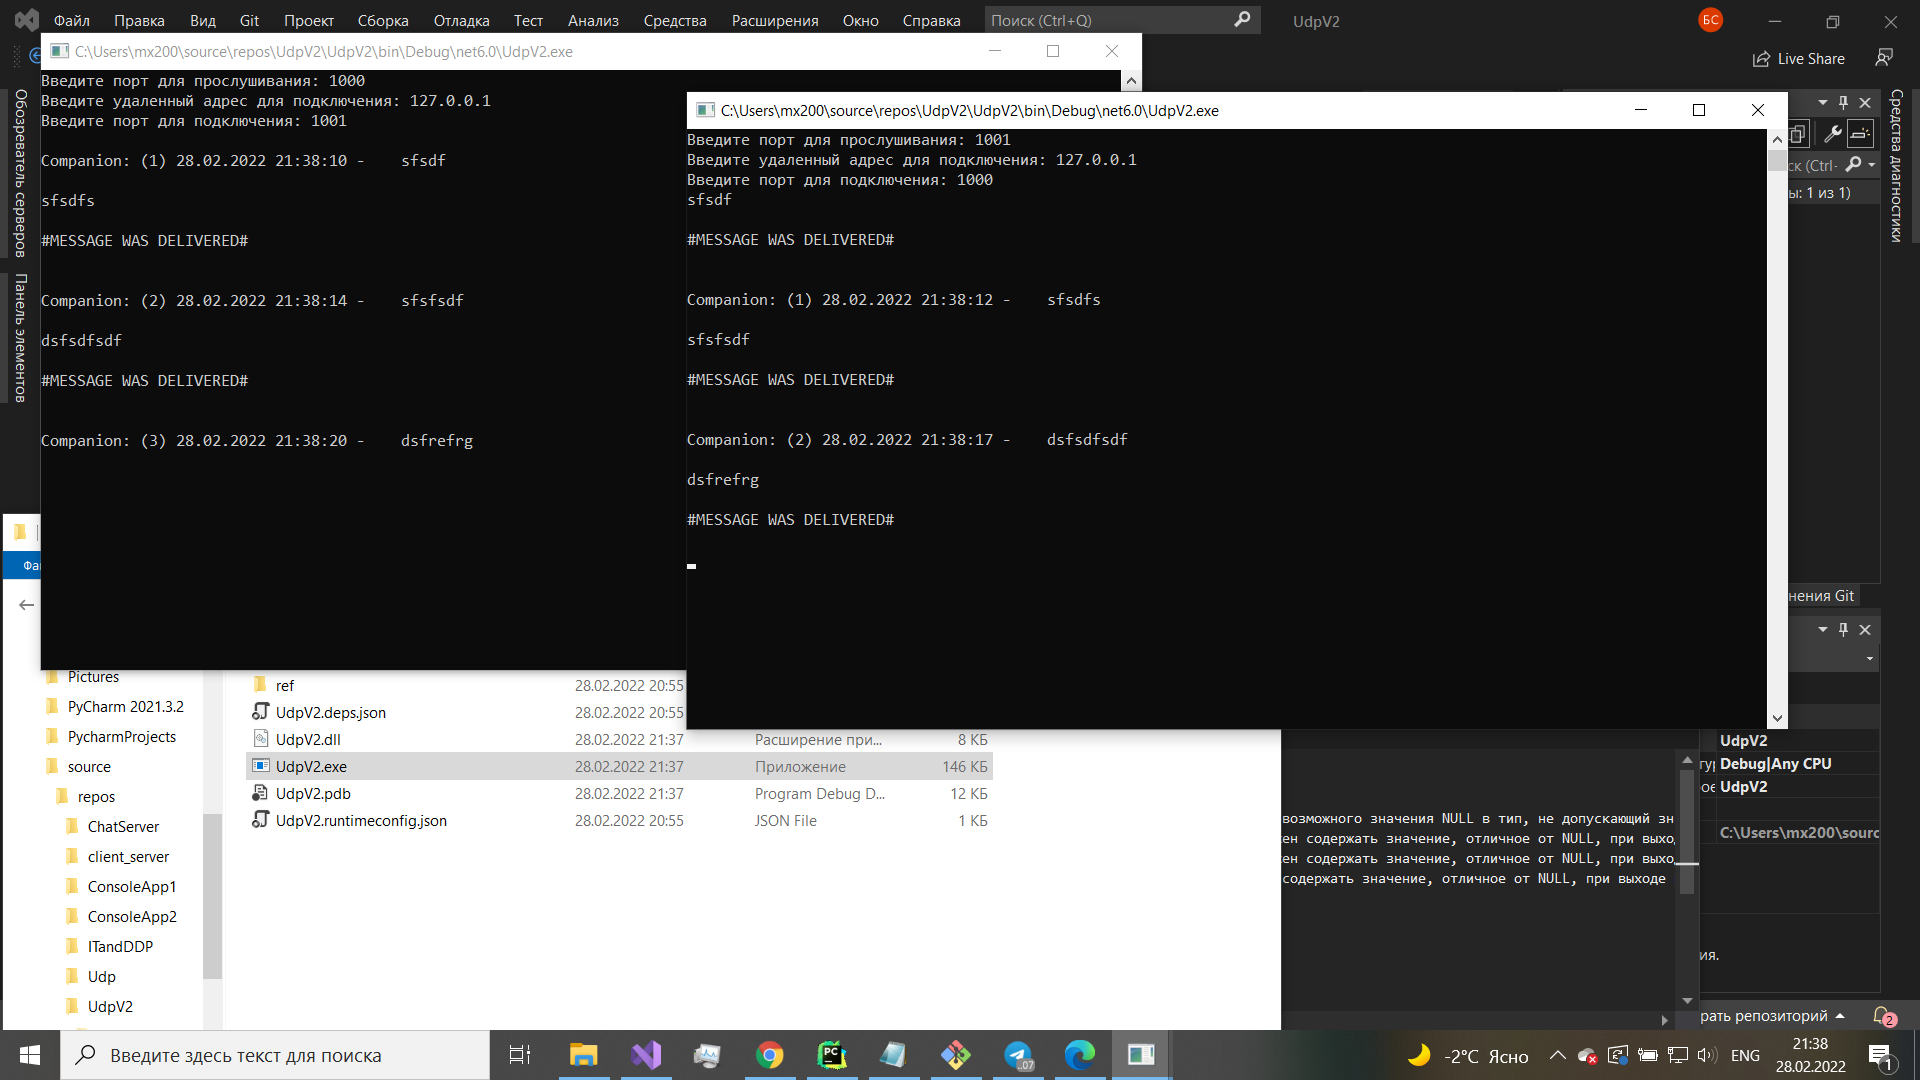 Файл Правка Вид Git Проект Сборка Отладка Тест Анализ Средства Расширения Окно Справка Поиск (Ctrl+Q) UdpV2 БС
Live Share
C:\Users\mx200\source\repos\UdpV2\UdpV2\bin\Debug\net6.0\UdpV2.exe
Введите порт для прослушивания: 1000
Введите удаленный адрес для подключения: 127.0.0.1
Введите порт для подключения: 1001
Companion: (1) 28.02.2022 21:38:10 - sfsdf
sfsdfs
#MESSAGE WAS DELIVERED#
Companion: (2) 28.02.2022 21:38:14 - sfsfsdf
dsfsdfsdf
#MESSAGE WAS DELIVERED#
Companion: (3) 28.02.2022 21:38:20 - dsfrefrg
C:\Users\mx200\source\repos\UdpV2\UdpV2\bin\Debug\net6.0\UdpV2.exe
Введите порт для прослушивания: 1001
Введите удаленный адрес для подключения: 127.0.0.1
Введите порт для подключения: 1000
sfsdf
#MESSAGE WAS DELIVERED#
Companion: (1) 28.02.2022 21:38:12 - sfsdfs
sfsfsdf
#MESSAGE WAS DELIVERED#
Companion: (2) 28.02.2022 21:38:17 - dsfsdfsdf
dsfrefrg
#MESSAGE WAS DELIVERED#
Обозреватель серверов
Панель элементов
Средства диагностики
ск (Ctrl-
ы: 1 из 1)
нения Git
Фа
Pictures
PyCharm 2021.3.2
PycharmProjects
source
repos
ChatServer
client_server
ConsoleApp1
ConsoleApp2
ITandDDP
Udp
UdpV2
ref 28.02.2022 20:55
UdpV2.deps.json 28.02.2022 20:55
UdpV2.dll 28.02.2022 21:37 Расширение при... 8 КБ
UdpV2.exe 28.02.2022 21:37 Приложение 146 КБ
UdpV2.pdb 28.02.2022 21:37 Program Debug D... 12 КБ
UdpV2.runtimeconfig.json 28.02.2022 20:55 JSON File 1 КБ
UdpV2
Debug|Any CPU
UdpV2
C:\Users\mx200\sourc
возможного значения NULL в тип, не допускающий зн
ен содержать значение, отличное от NULL, при выхо
ен содержать значение, отличное от NULL, при выхо
содержать значение, отличное от NULL, при выходе
ия.
рать репозиторий 2
Введите здесь текст для поиска
PC
..07
-2°C Ясно
ENG
21:38
28.02.2022
1